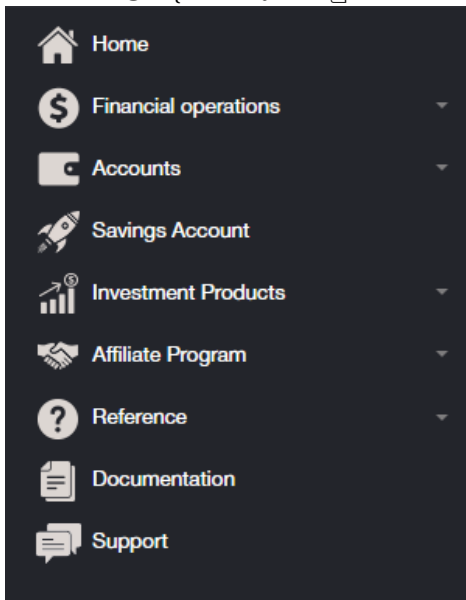 Home
Financial operations
Accounts
Savings Account
Investment Products
Affiliate Program
Reference
Documentation
Support